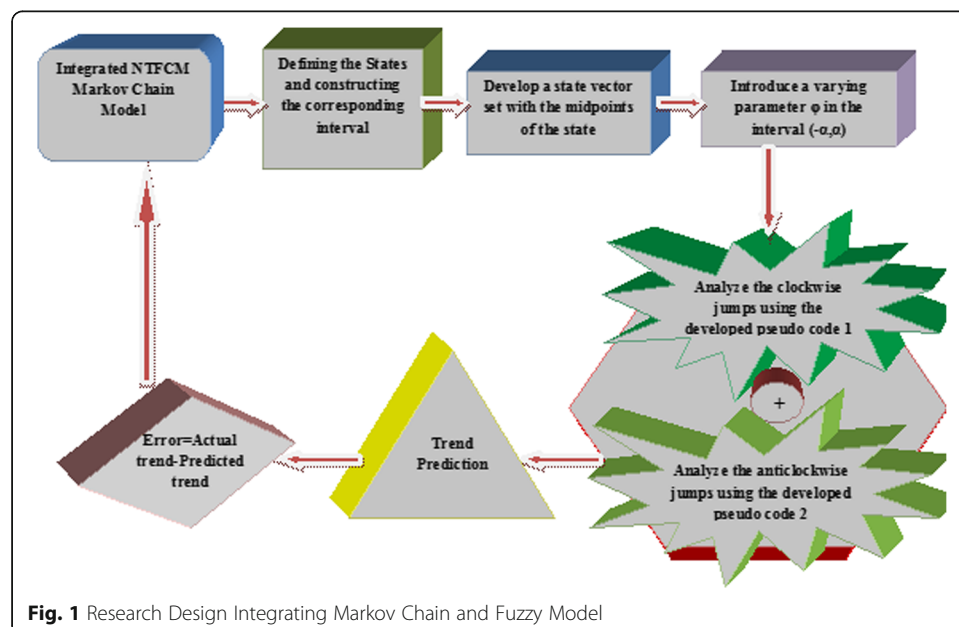 Integrated NTFCM
Markov Chain
Model
Defining the States
and constructing
the corresponding
interval
Develop a state vector
set with the midpoints
of the state
Introduce a varying
parameter φ in the
interval (-α,α)
Analyze the clockwise
jumps using the
developed pseudo code 1
+
Analyze the anticlockwise
jumps using the developed
pseudo code 2
Trend
Prediction
Error=Actual
trend-Predicted
trend
Fig. 1 Research Design Integrating Markov Chain and Fuzzy Model